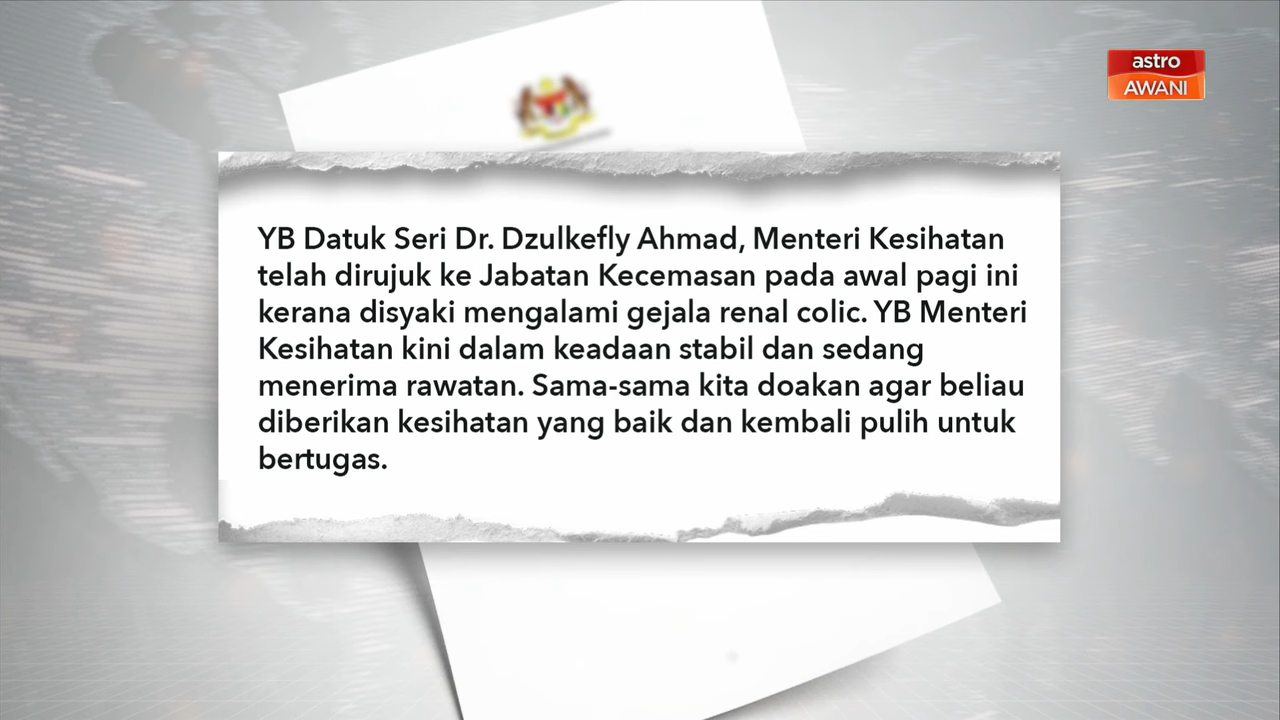 astro
AWANI
YB Datuk Seri Dr. Dzulkefly Ahmad, Menteri Kesihatan
telah dirujuk ke Jabatan Kecemasan pada awal pagi ini
kerana disyaki mengalami gejala renal colic. YB Menteri
Kesihatan kini dalam keadaan stabil dan sedang
menerima rawatan. Sama-sama kita doakan agar beliau
diberikan kesihatan yang baik dan kembali pulih untuk
bertugas.